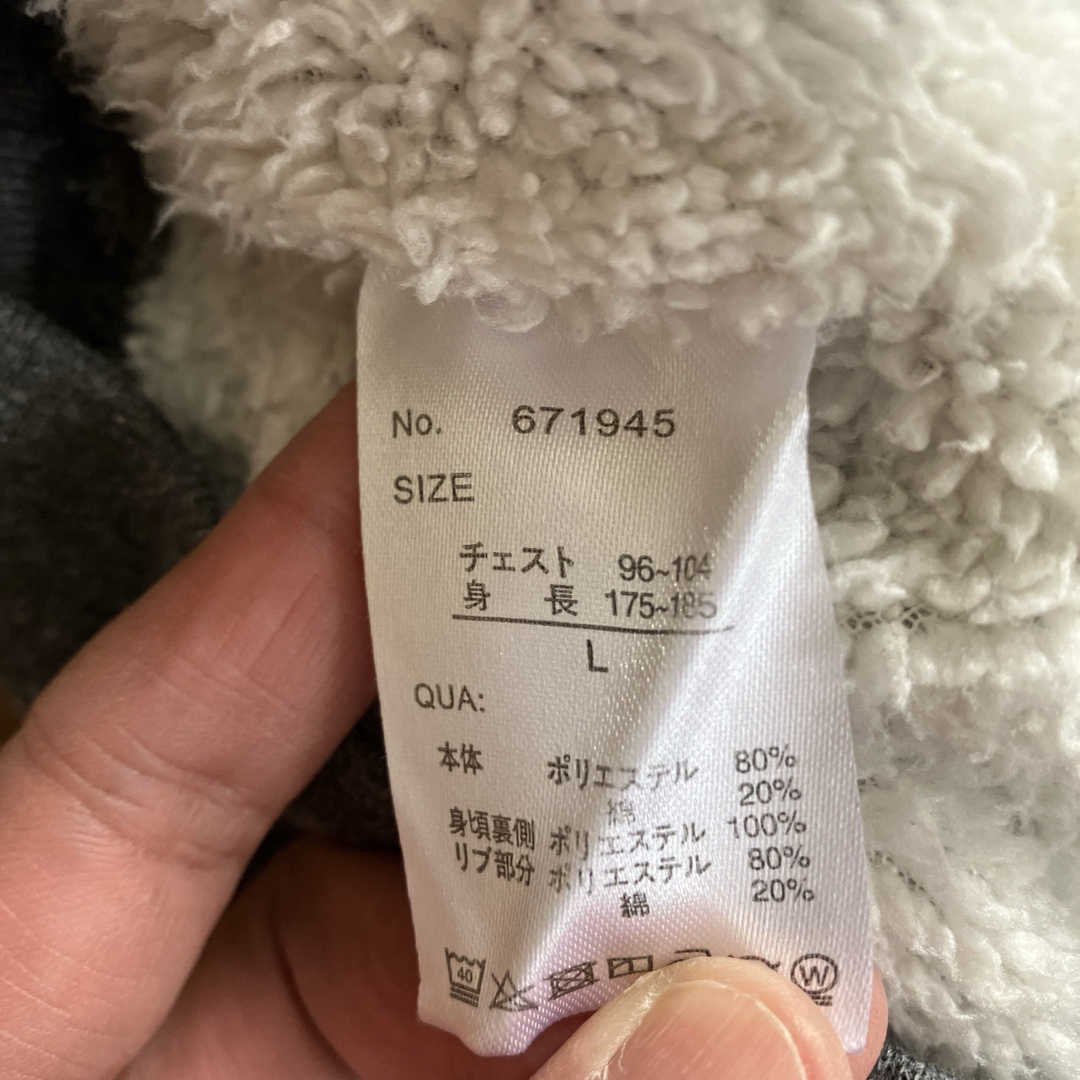 No. 671945
SIZE
チェスト 96~104
身 長 175~185
L
QUA:
本体 ポリエステル 80%
綿 20%
身頃裏側 ポリエステル 100%
リブ部分 ポリエステル 80%
綿 20%
40
W